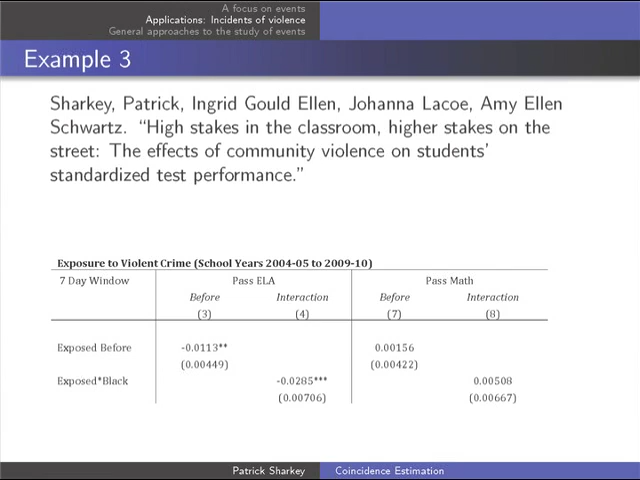 A focus on events
Applications: Incidents of violence
General approaches to the study of events
Example 3
Sharkey, Patrick, Ingrid Gould Ellen, Johanna Lacoe, Amy Ellen
Schwartz. “High stakes in the classroom, higher stakes on the
street: The effects of community violence on students’
standardized test performance.”
Exposure to Violent Crime (School Years 2004-05 to 2009-10)
7 Day Window Pass ELA Pass Math
Before Interaction Before Interaction
(3) (4) (7) (8)
Exposed Before -0.0113** 0.00156
(0.00449) (0.00422)
Exposed*Black -0.0285*** 0.00508
(0.00706) (0.00667)
Patrick Sharkey Coincidence Estimation